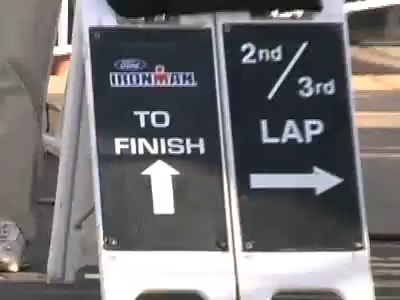 Ford
IRONMAN
TO
FINISH
2nd
/
3rd
LAP